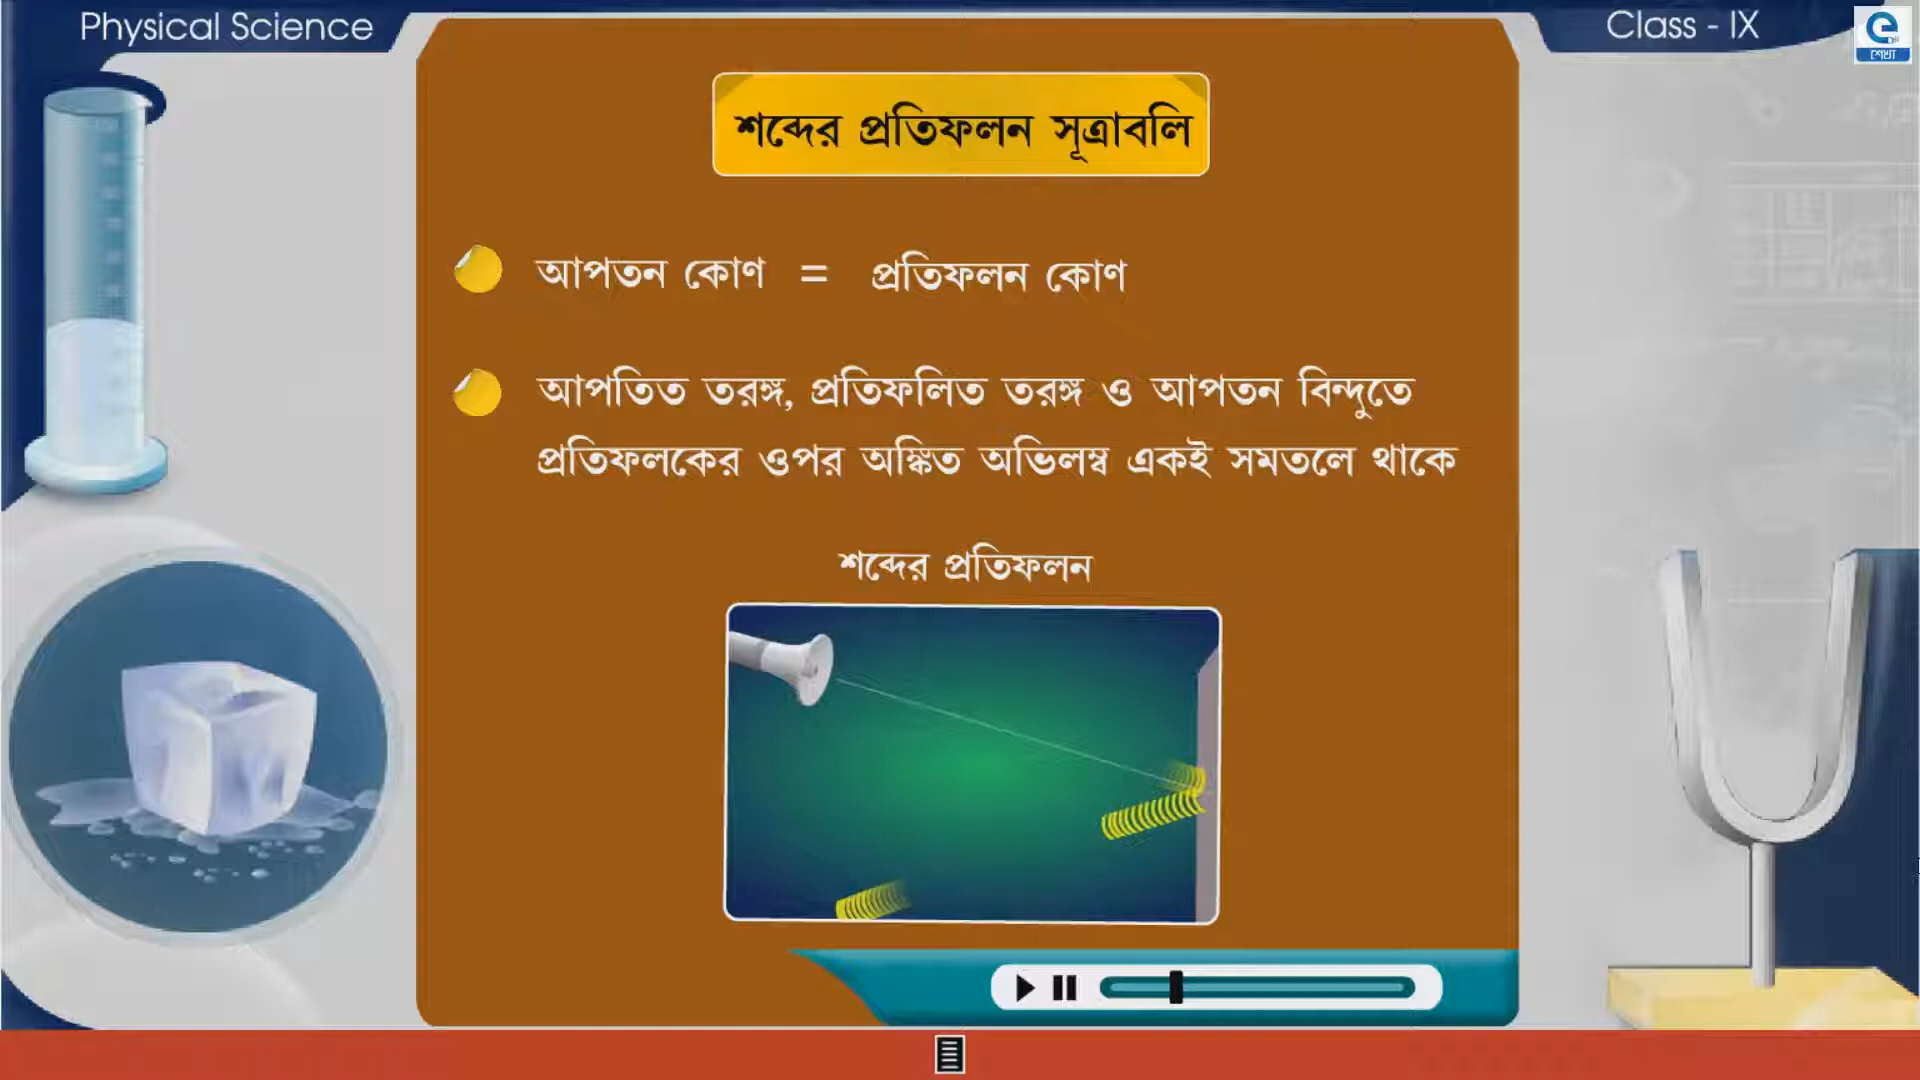 Physical Science
Class - IX
শেখা
শব্দের প্রতিফলন সূত্রাবলি
আপতন কোণ = প্রতিফলন কোণ
আপতিত তরঙ্গ, প্রতিফলিত তরঙ্গ ও আপতন বিন্দুতে
প্রতিফলকের ওপর অঙ্কিত অভিলম্ব একই সমতলে থাকে
শব্দের প্রতিফলন